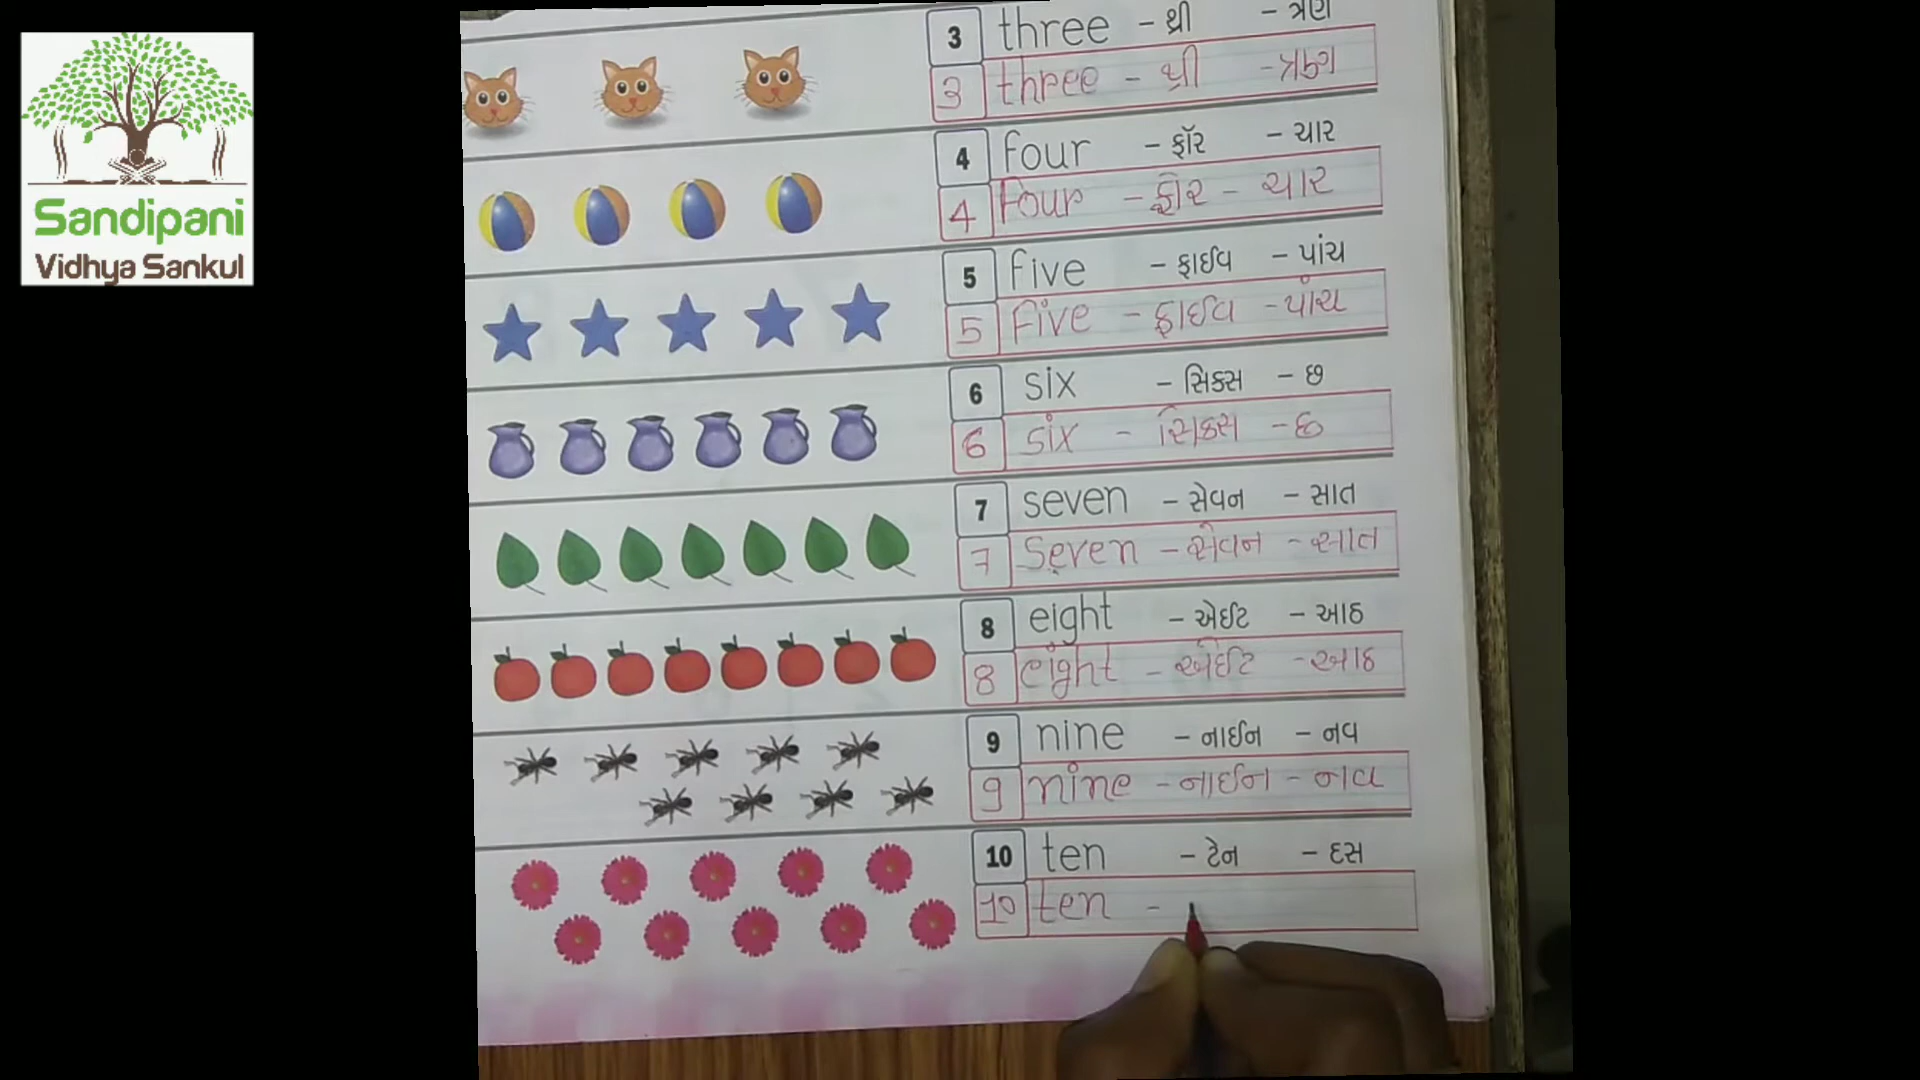 Sandipani
Vidhya Sankul
3 three - થ્રી - ત્રણ
3 three - થ્રી - ત્રણ
4 four - ફૉર - ચાર
4 four - ફોર - ચાર
5 five - ફાઈવ - પાંચ
5 five - ફાઈવ - પાંચ
6 six - સિક્સ - છ
6 six - સિક્સ - છ
7 seven - સેવન - સાત
7 seven - સેવન - સાત
8 eight - એઈટ - આઠ
8 eight - એઈટ - આઠ
9 nine - નાઈન - નવ
9 nine - નાઈન - નવ
10 ten - ટેન - દસ
10 ten -